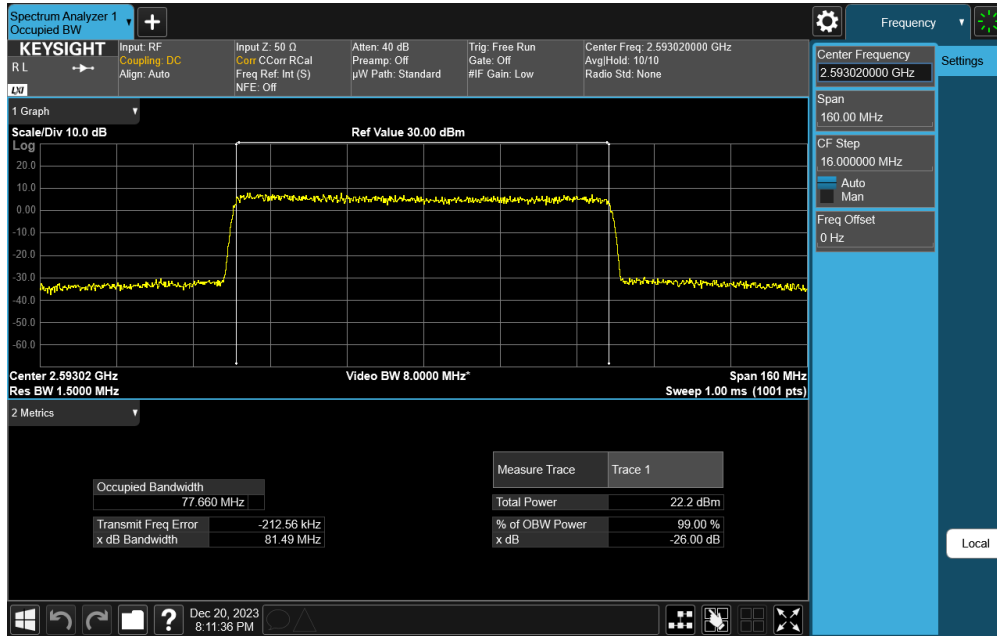 Spectrum Analyzer 1
Occupied BW
+
Frequency
KEYSIGHT
RL
LXI
Input: RF
Coupling: DC
Align: Auto
Input Z: 50 Ω
Corr CCorr RCal
Freq Ref: Int (S)
NFE: Off
Atten: 40 dB
Preamp: Off
µW Path: Standard
Trig: Free Run
Gate: Off
#IF Gain: Low
Center Freq: 2.593020000 GHz
Avg|Hold: 10/10
Radio Std: None
Center Frequency
2.593020000 GHz
Settings
Span
160.00 MHz
CF Step
16.000000 MHz
Auto
Man
Freq Offset
0 Hz
Local
1 Graph
Scale/Div 10.0 dB
Ref Value 30.00 dBm
Log
20.0
10.0
0.00
-10.0
-20.0
-30.0
-40.0
-50.0
-60.0
Center 2.59302 GHz
Video BW 8.0000 MHz*
Span 160 MHz
Res BW 1.5000 MHz
Sweep 1.00 ms (1001 pts)
2 Metrics
Occupied Bandwidth
77.660 MHz
Transmit Freq Error -212.56 kHz
x dB Bandwidth 81.49 MHz
Measure Trace Trace 1
Total Power 22.2 dBm
% of OBW Power 99.00 %
x dB -26.00 dB
?
Dec 20, 2023
8:11:36 PM